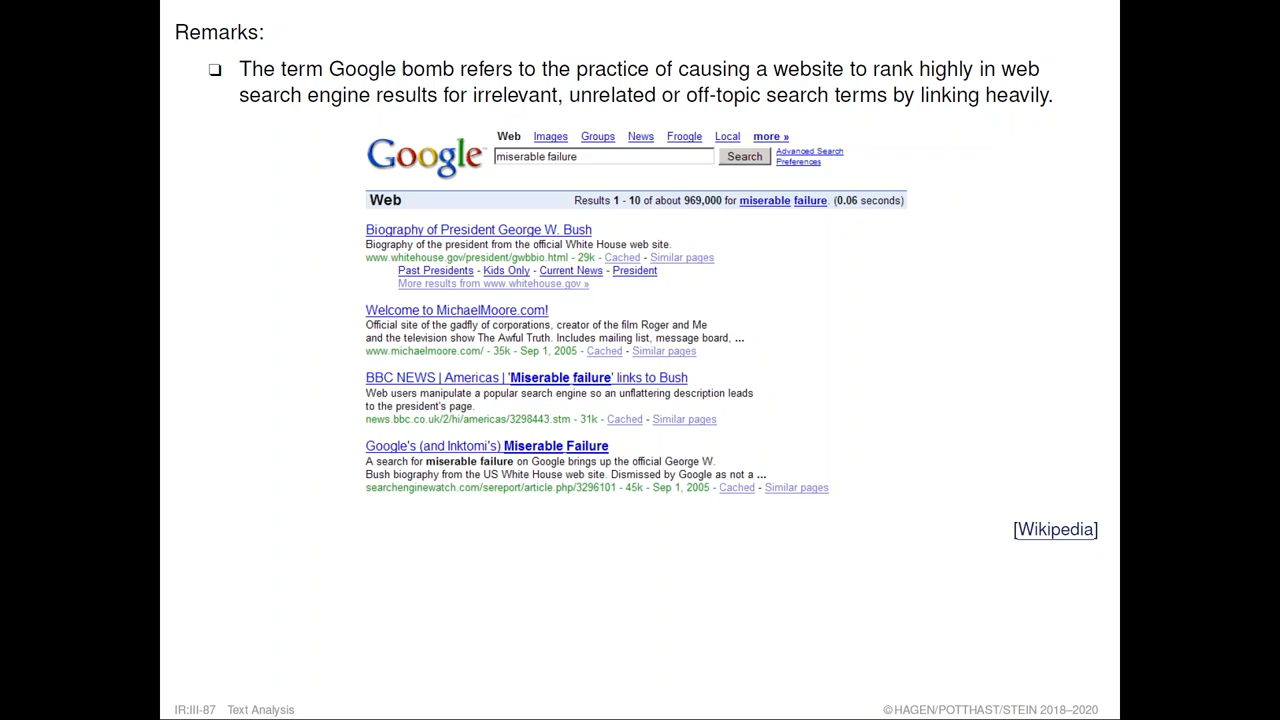 Remarks:
❑ The term Google bomb refers to the practice of causing a website to rank highly in web
search engine results for irrelevant, unrelated or off-topic search terms by linking heavily.
Web Images Groups News Froogle Local more »
Google™
miserable failure Search Advanced Search
Preferences
Web Results 1 - 10 of about 969,000 for miserable failure. (0.06 seconds)
Biography of President George W. Bush
Biography of the president from the official White House web site.
www.whitehouse.gov/president/gwbbio.html - 29k - Cached - Similar pages
Past Presidents - Kids Only - Current News - President
More results from www.whitehouse.gov »
Welcome to MichaelMoore.com!
Official site of the gadfly of corporations, creator of the film Roger and Me
and the television show The Awful Truth. Includes mailing list, message board, ...
www.michaelmoore.com/ - 35k - Sep 1, 2005 - Cached - Similar pages
BBC NEWS | Americas | 'Miserable failure' links to Bush
Web users manipulate a popular search engine so an unflattering description leads
to the president's page.
news.bbc.co.uk/2/hi/americas/3298443.stm - 31k - Cached - Similar pages
Google's (and Inktomi's) Miserable Failure
A search for miserable failure on Google brings up the official George W.
Bush biography from the US White House web site. Dismissed by Google as not a ...
searchenginewatch.com/sereport/article.php/3296101 - 45k - Sep 1, 2005 - Cached - Similar pages
[Wikipedia]
IR:III-87 Text Analysis
©HAGEN/POTTHAST/STEIN 2018–2020